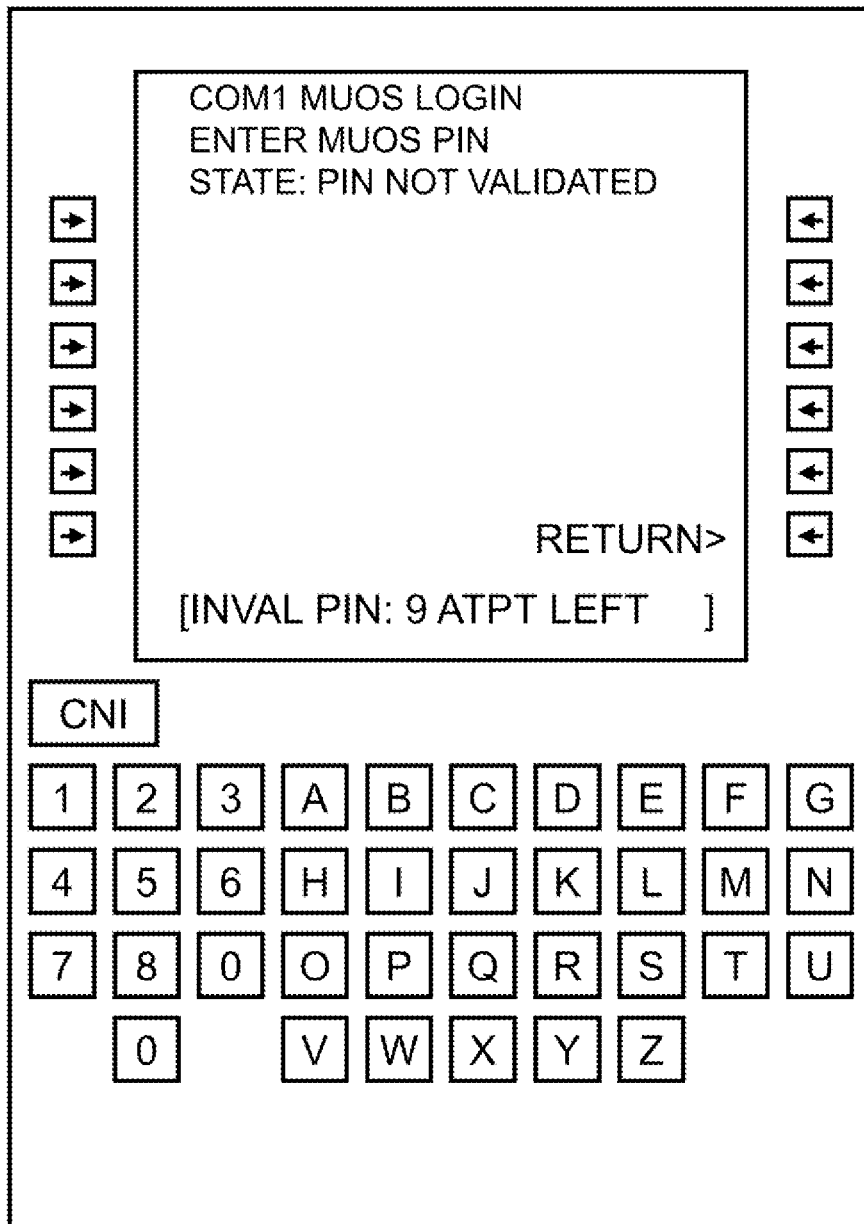 COM1 MUOS LOGIN
ENTER MUOS PIN
STATE: PIN NOT VALIDATED
RETURN>
[INVAL PIN: 9 ATPT LEFT ]
CNI
1 2 3 A B C D E F G
4 5 6 H I J K L M N
7 8 0 O P Q R S T U
0 V W X Y Z